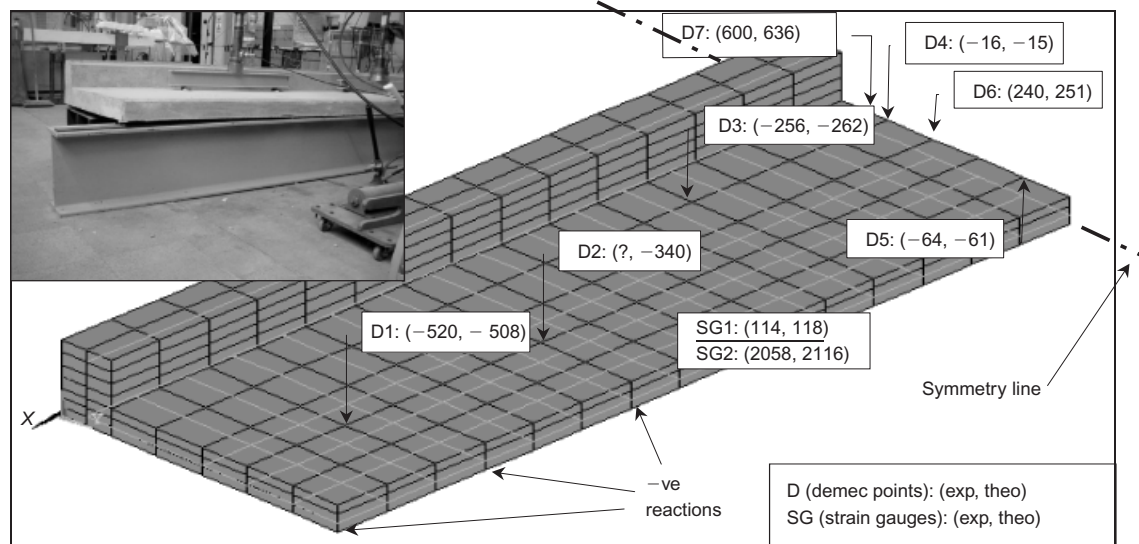 D7: (600, 636)
D4: (−16, −15)
D6: (240, 251)
D3: (−256, −262)
D5: (−64, −61)
D2: (?, −340)
D1: (−520, − 508)
SG1: (114, 118)
SG2: (2058, 2116)
Symmetry line
X
−ve
reactions
D (demec points): (exp, theo)
SG (strain gauges): (exp, theo)